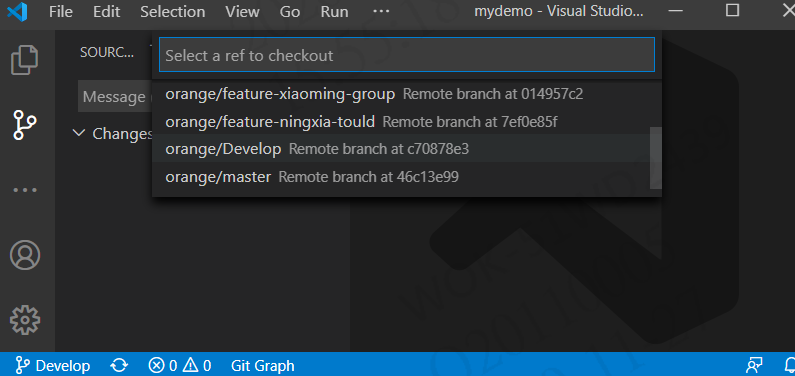 File Edit Selection View Go Run ··· mydemo - Visual Studio...
SOURC...
Select a ref to checkout
Message
orange/feature-xiaoming-group Remote branch at 014957c2
orange/feature-ningxia-tould Remote branch at 7ef0e85f
Changes
orange/Develop Remote branch at c70878e3
orange/master Remote branch at 46c13e99
Develop 0 0 Git Graph